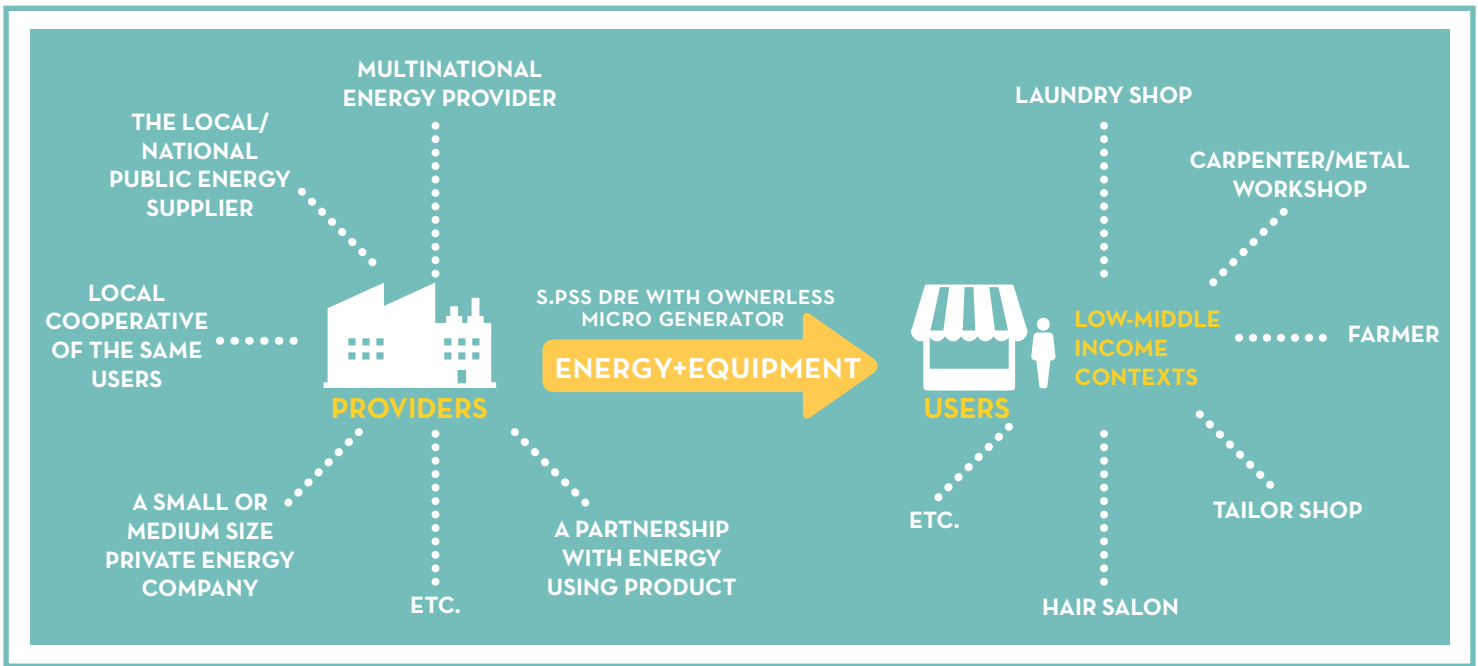 MULTINATIONAL
ENERGY PROVIDER
THE LOCAL/
NATIONAL
PUBLIC ENERGY
SUPPLIER
LOCAL
COOPERATIVE
OF THE SAME
USERS
PROVIDERS
A SMALL OR
MEDIUM SIZE
PRIVATE ENERGY
COMPANY
ETC.
A PARTNERSHIP
WITH ENERGY
USING PRODUCT
S.PSS DRE WITH OWNERLESS
MICRO GENERATOR
ENERGY+EQUIPMENT
LAUNDRY SHOP
CARPENTER/METAL
WORKSHOP
LOW-MIDDLE
INCOME
CONTEXTS
FARMER
USERS
ETC.
TAILOR SHOP
HAIR SALON